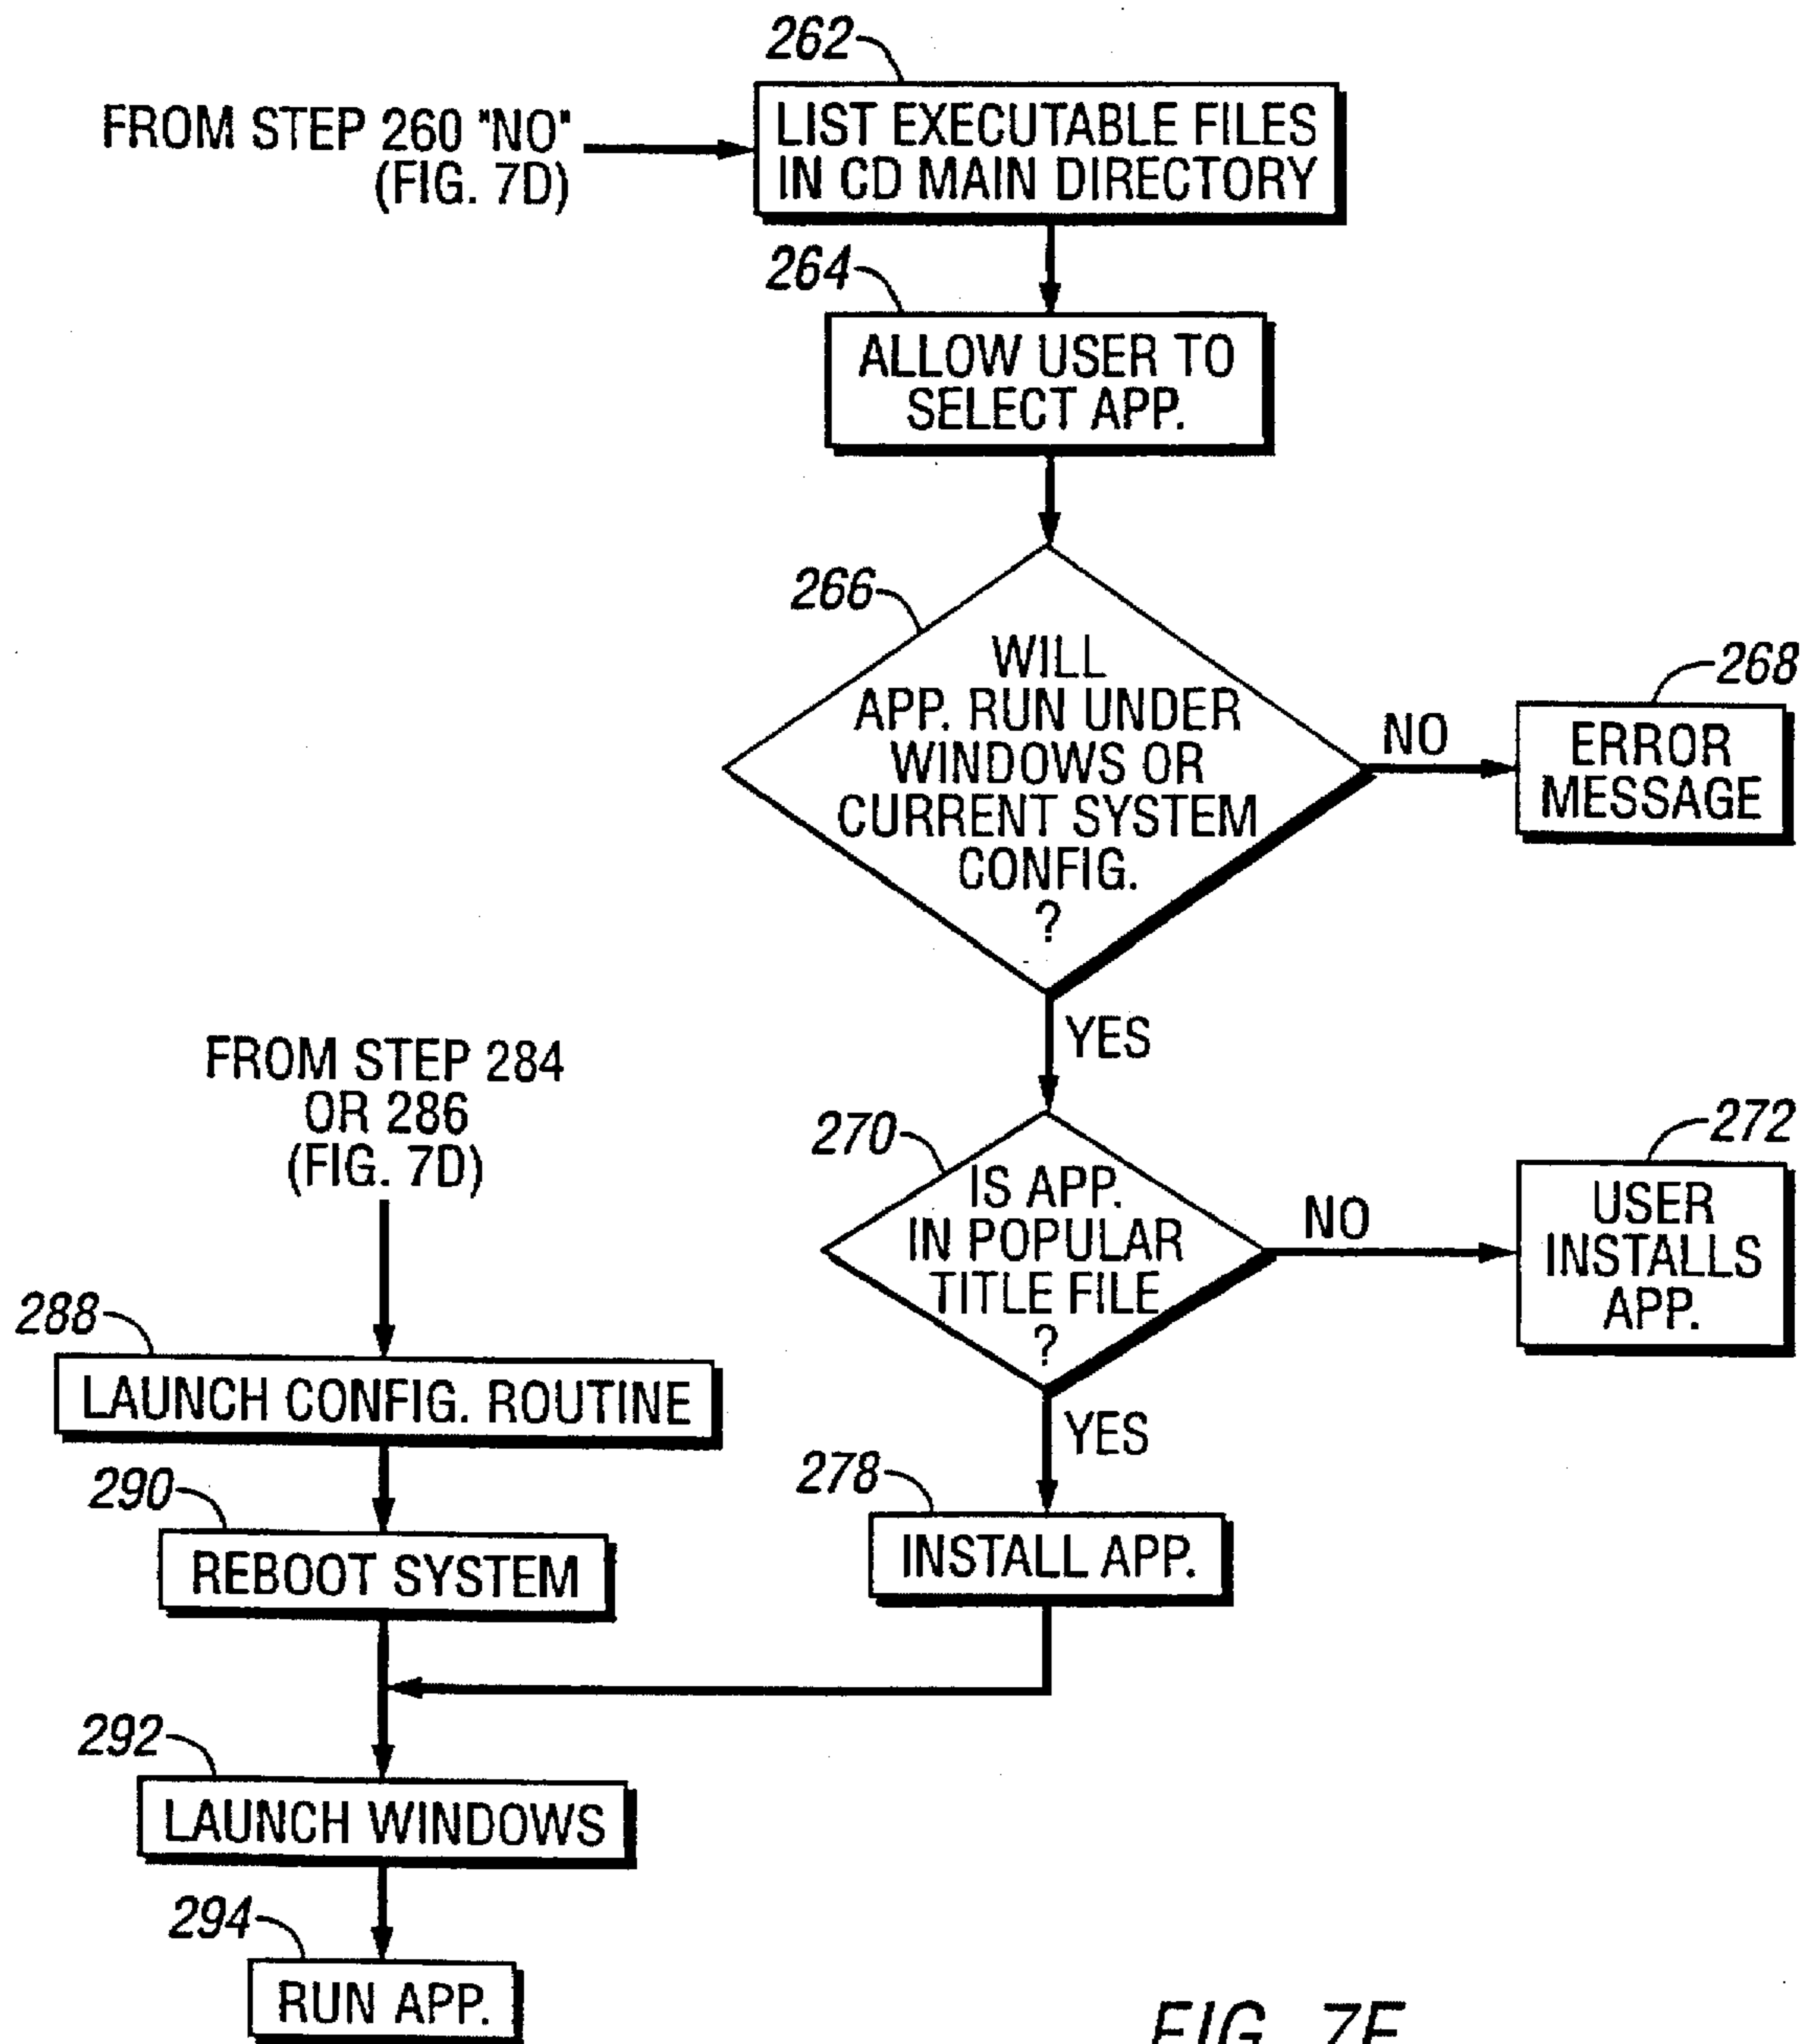 262
FROM STEP 260 "NO"
(FIG. 7D)
LIST EXECUTABLE FILES
IN CD MAIN DIRECTORY
264
ALLOW USER TO
SELECT APP.
266
WILL
APP. RUN UNDER
WINDOWS OR
CURRENT SYSTEM
CONFIG.
?
NO
268
ERROR
MESSAGE
YES
FROM STEP 284
OR 286
(FIG. 7D)
270
IS APP.
IN POPULAR
TITLE FILE
?
NO
272
USER
INSTALLS
APP.
288
LAUNCH CONFIG. ROUTINE
YES
278
INSTALL APP.
290
REBOOT SYSTEM
292
LAUNCH WINDOWS
294
RUN APP.
FIG. 7E